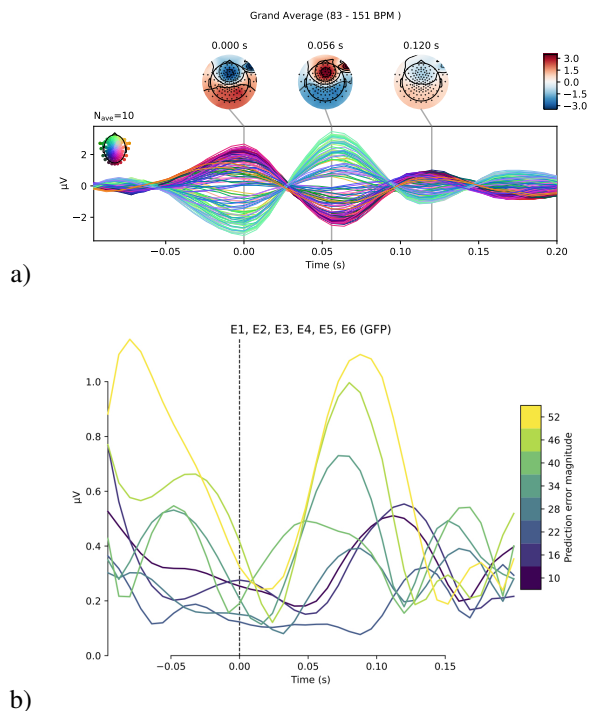 Grand Average (83 - 151 BPM )
0.000 s 0.056 s 0.120 s
3.0
1.5
0.0
−1.5
−3.0
Nave=10
2
0
−2
µV
−0.05 0.00 0.05 0.10 0.15 0.20
Time (s)
a)
E1, E2, E3, E4, E5, E6 (GFP)
1.0
0.8
0.6
0.4
0.2
0.0
µV
−0.05 0.00 0.05 0.10 0.15
Time (s)
52
46
40
34
28
22
16
10
Prediction error magnitude
b)